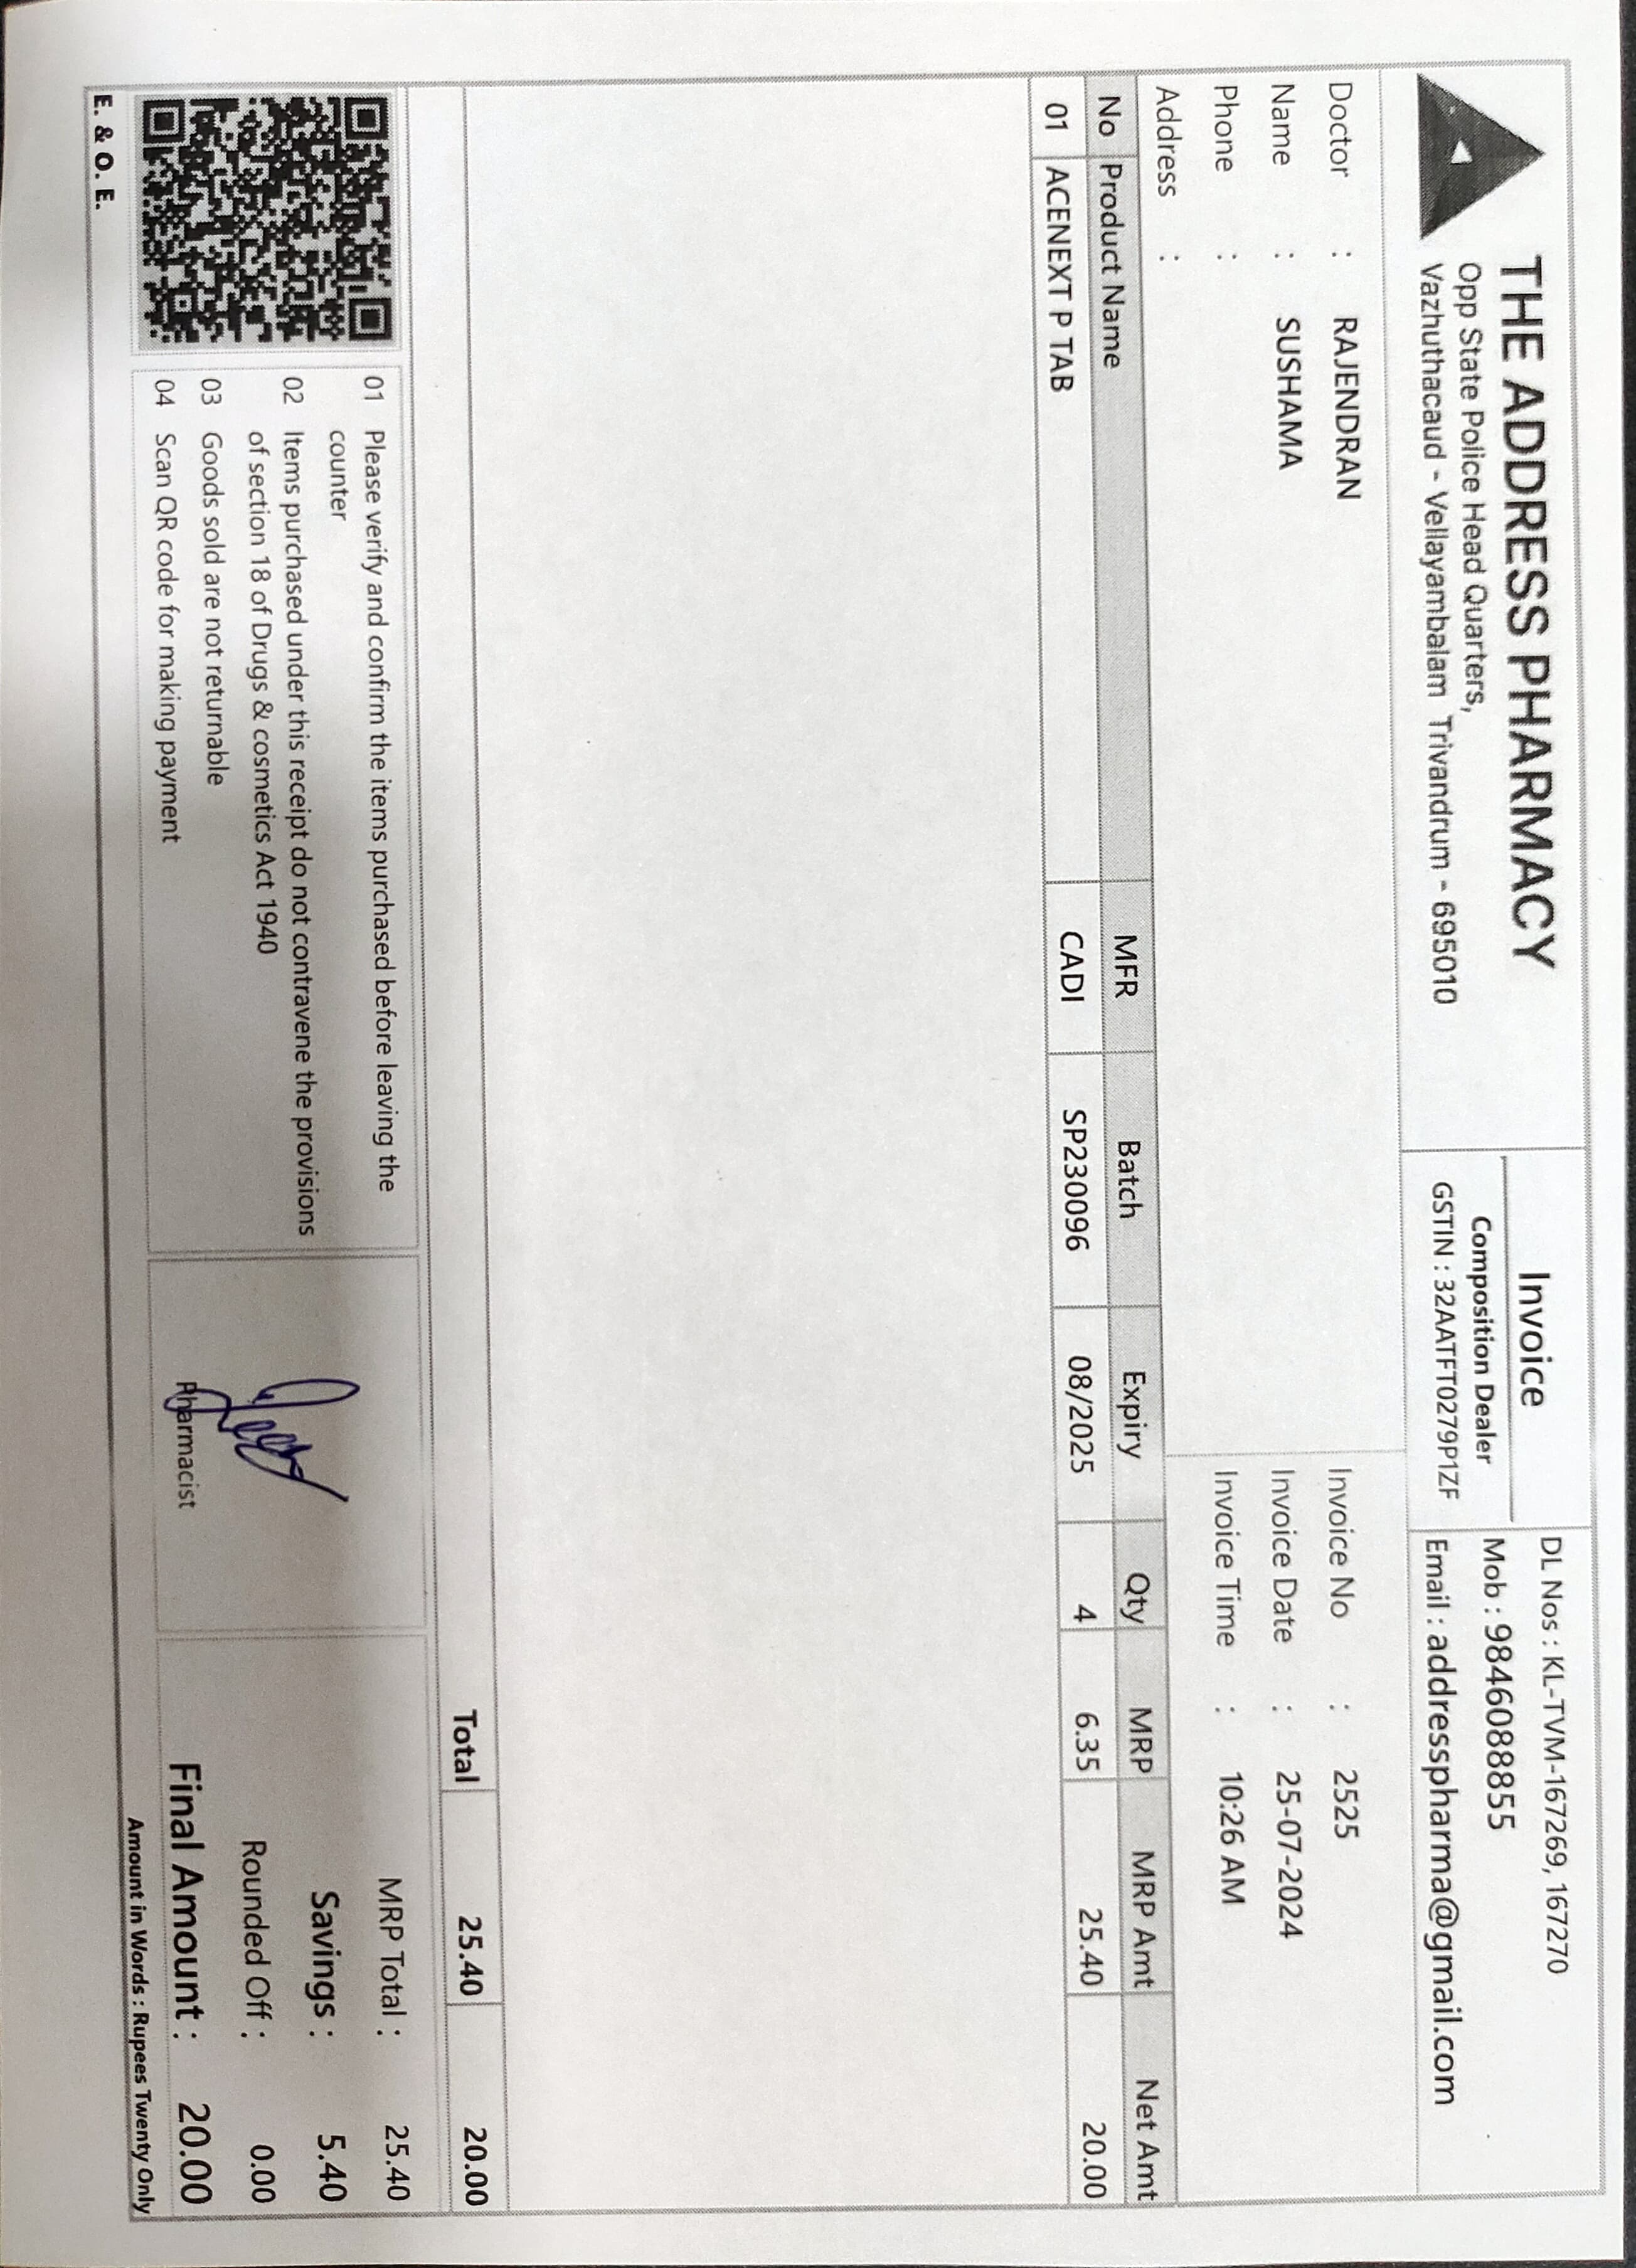 THE ADDRESS PHARMACY
Opp State Police Head Quarters,
Vazhuthacaud - Vellayambalam Trivandrum - 695010
Invoice
Composition Dealer
GSTIN : 32AATFT0279P1ZF
DL Nos : KL-TVM-167269, 167270
Mob : 9846088855
Email : addresspharma@gmail.com
Doctor : RAJENDRAN
Name : SUSHAMA
Phone :
Address :
Invoice No : 2525
Invoice Date : 25-07-2024
Invoice Time : 10:26 AM
No Product Name MFR Batch Expiry Qty MRP MRP Amt Net Amt
01 ACENEXT P TAB CADI SP230096 08/2025 4 6.35 25.40 20.00
Total 25.40 20.00
01 Please verify and confirm the items purchased before leaving the
counter
02 Items purchased under this receipt do not contravene the provisions
of section 18 of Drugs & cosmetics Act 1940
03 Goods sold are not returnable
04 Scan QR code for making payment
E. & O. E.
Pharmacist
MRP Total : 25.40
Savings : 5.40
Rounded Off : 0.00
Final Amount : 20.00
Amount in Words : Rupees Twenty Only